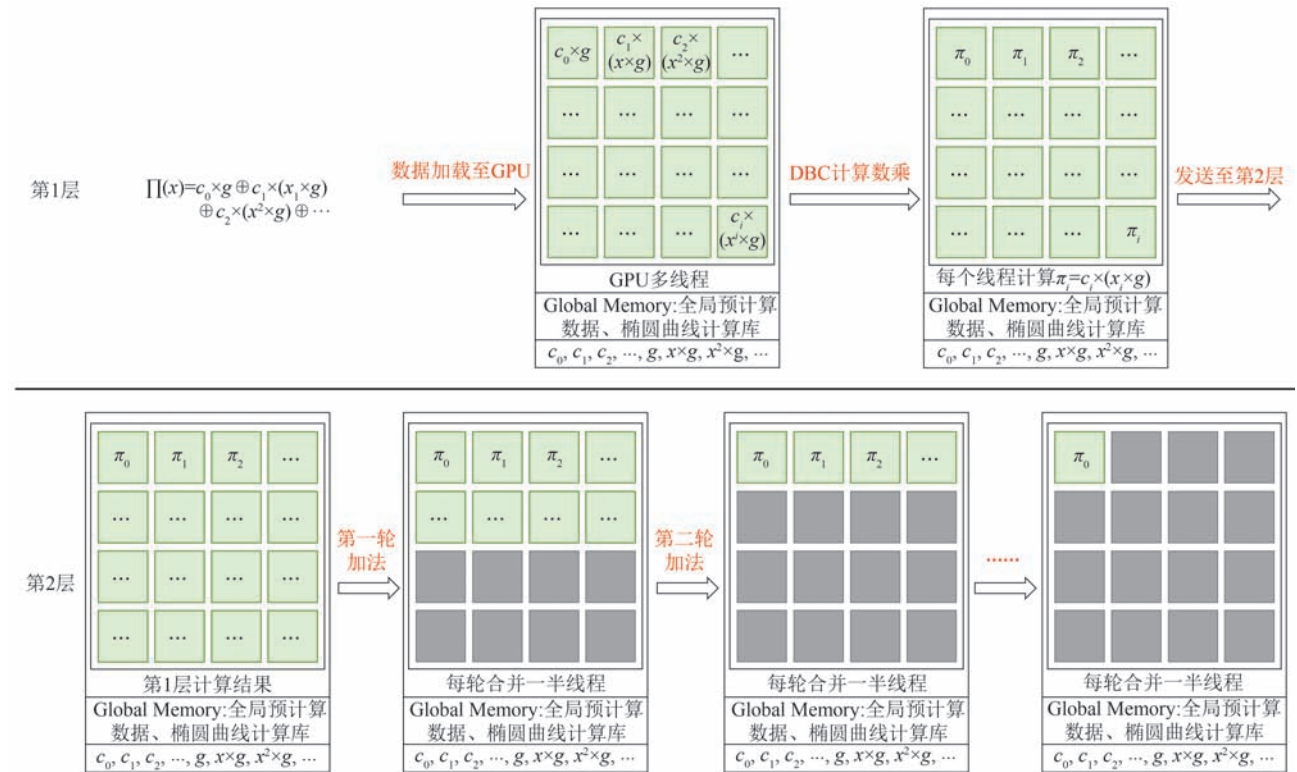 第1层
∏(x)=c₀×g⊕c₁×(x₁×g)
⊕c₂×(x²×g)⊕⋯
数据加载至GPU
c₀×g c₁×(x×g) c₂×(x²×g) ...
... ... ... ...
... ... ... ...
... ... ... cᵢ×(xⁱ×g)
GPU多线程
Global Memory:全局预计算
数据、椭圆曲线计算库
c₀, c₁, c₂, ..., g, x×g, x²×g, ...
DBC计算数乘
π₀ π₁ π₂ ...
... ... ... ...
... ... ... ...
... ... ... πᵢ
每个线程计算πᵢ=cᵢ×(xᵢ×g)
Global Memory:全局预计算
数据、椭圆曲线计算库
c₀, c₁, c₂, ..., g, x×g, x²×g, ...
发送至第2层
第2层
π₀ π₁ π₂ ...
... ... ... ...
... ... ... ...
... ... ... ...
第1层计算结果
Global Memory:全局预计算
数据、椭圆曲线计算库
c₀, c₁, c₂, ..., g, x×g, x²×g, ...
第一轮
加法
π₀ π₁ π₂ ...
... ... ... ...
每轮合并一半线程
Global Memory:全局预计算
数据、椭圆曲线计算库
c₀, c₁, c₂, ..., g, x×g, x²×g, ...
第二轮
加法
π₀ π₁ π₂ ...
每轮合并一半线程
Global Memory:全局预计算
数据、椭圆曲线计算库
c₀, c₁, c₂, ..., g, x×g, x²×g, ...
......
π₀
每轮合并一半线程
Global Memory:全局预计算
数据、椭圆曲线计算库
c₀, c₁, c₂, ..., g, x×g, x²×g, ...